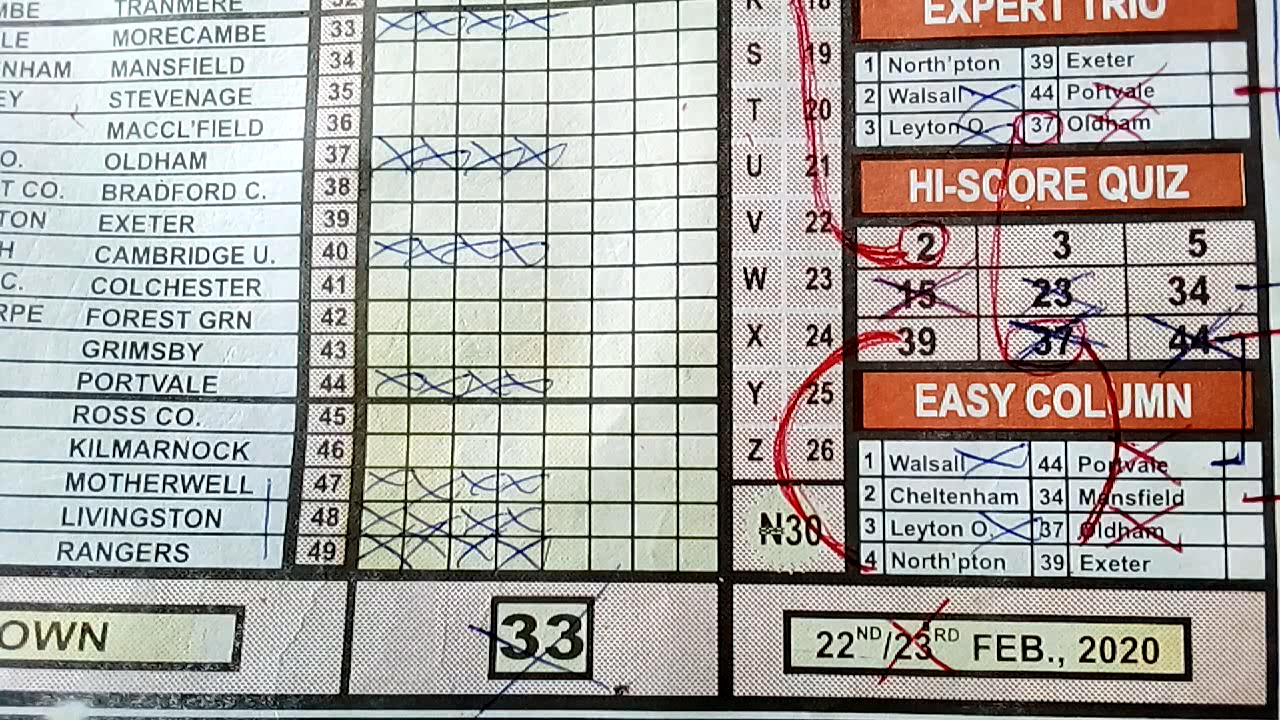 MBE TRANMERE 32
LE MORECAMBE 33
NHAM MANSFIELD 34
EY STEVENAGE 35
MACCL'FIELD 36
O. OLDHAM 37
T CO. BRADFORD C. 38
TON EXETER 39
H CAMBRIDGE U. 40
C. COLCHESTER 41
RPE FOREST GRN 42
GRIMSBY 43
PORTVALE 44
ROSS CO. 45
KILMARNOCK 46
MOTHERWELL 47
LIVINGSTON 48
RANGERS 49
OWN
33
R 18
S 19
T 20
U 21
V 22
W 23
X 24
Y 25
Z 26
N30
EXPERT TRIO
1 North'pton 39 Exeter
2 Walsall 44 Portvale
3 Leyton O. 37 Oldham
HI-SCORE QUIZ
2 3 5
15 23 34
39 37 44
EASY COLUMN
1 Walsall 44 Portvale
2 Cheltenham 34 Mansfield
3 Leyton O. 37 Oldham
4 North'pton 39 Exeter
22ND/23RD FEB., 2020